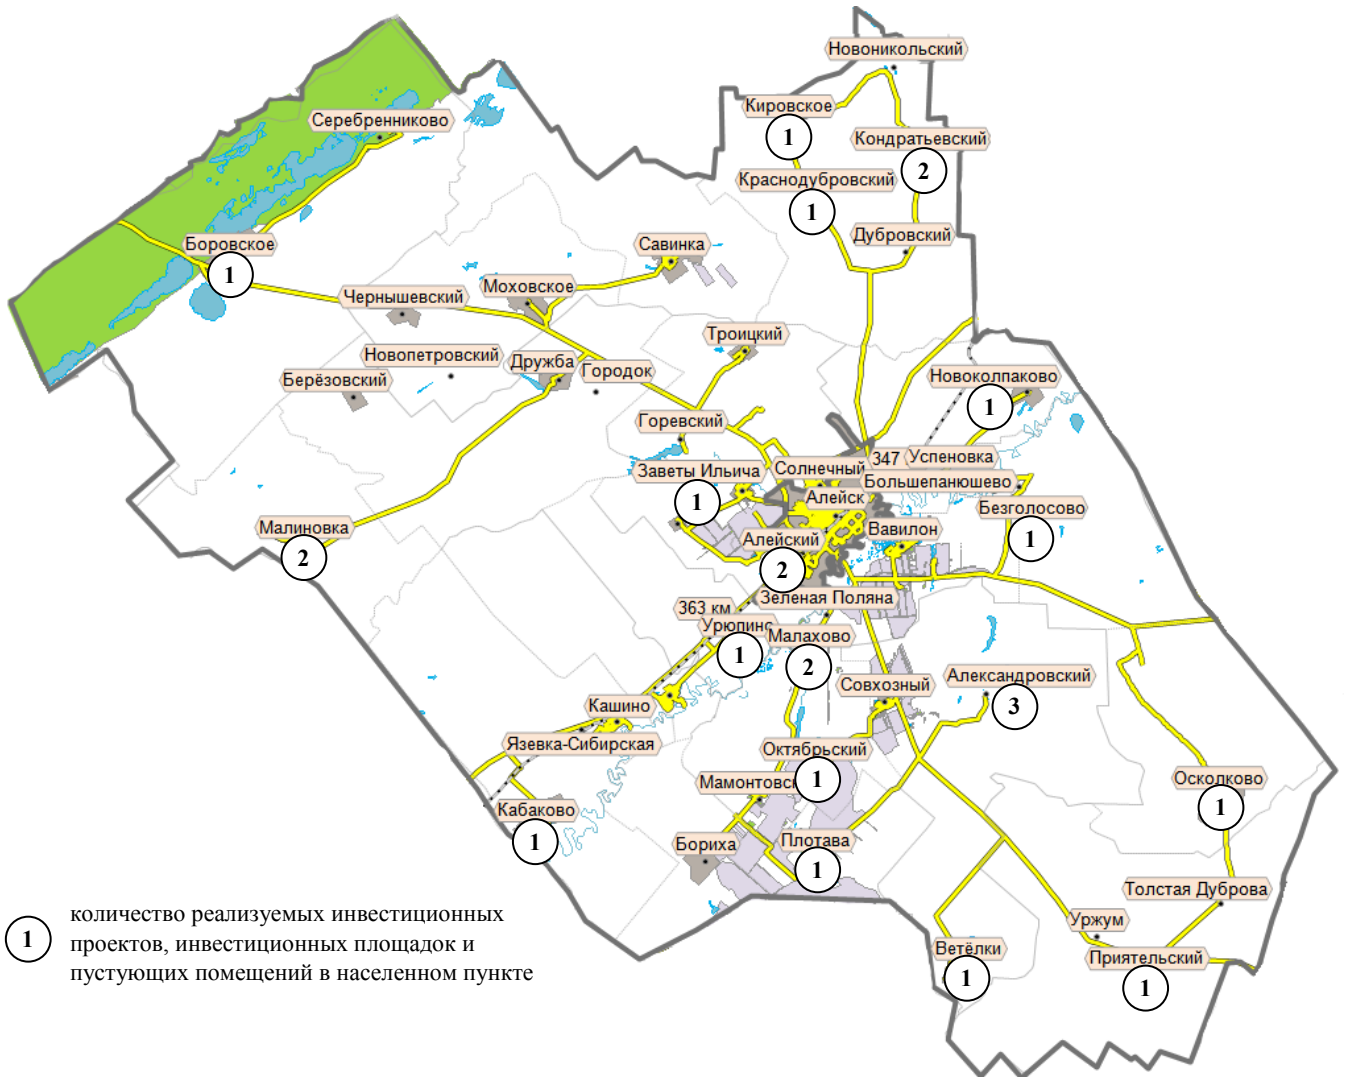 Новоникольский
Кировское
1
Кондратьевский
2
Серебренниково
Краснодубровский
1
Дубровский
Боровское
1
Савинка
Чернышевский
Моховское
Троицкий
Новопетровский
Дружба
Городок
Берёзовский
Новоколпаково
1
Горевский
Заветы Ильича
1
Солнечный
347
Успеновка
Большепанюшево
Алейск
Безголосово
1
Малиновка
2
Алейский
2
Вавилон
Зеленая Поляна
363 км
Урюпино
1
Малахово
2
Совхозный
Александровский
3
Кашино
Язевка-Сибирская
Октябрьский
1
Мамонтовск
Осколково
1
Кабаково
1
Бориха
Плотава
1
Толстая Дуброва
Уржум
Ветёлки
1
Приятельский
1
1
количество реализуемых инвестиционных
проектов, инвестиционных площадок и
пустующих помещений в населенном пункте